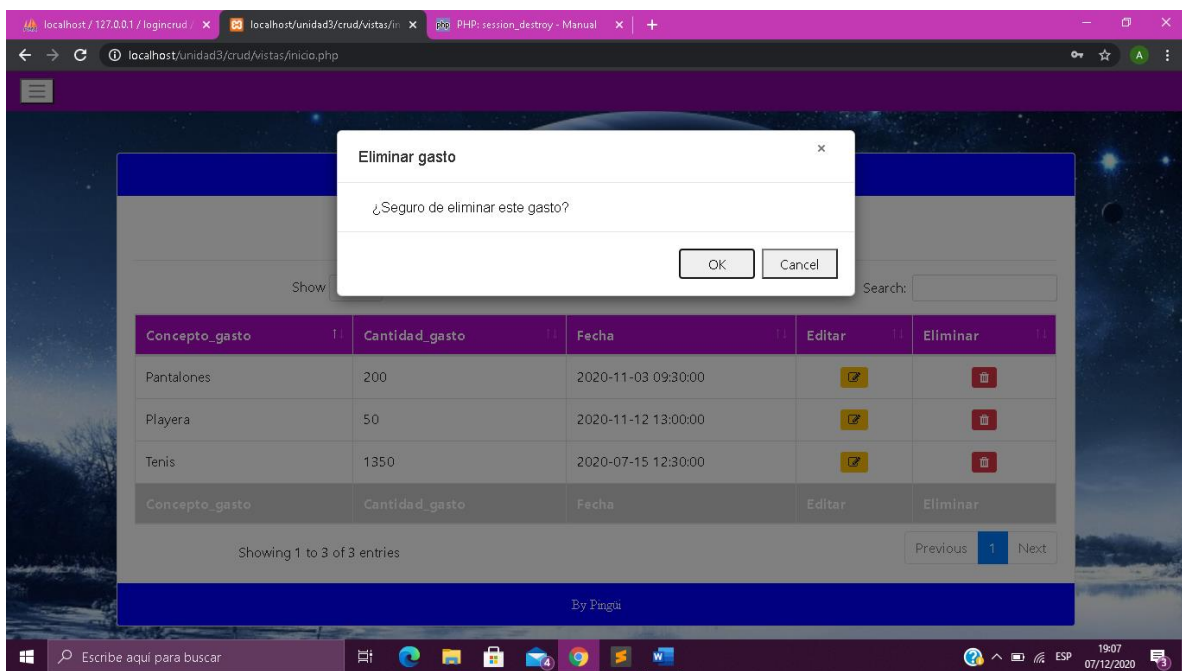 localhost / 127.0.0.1 / logincrud /
localhost/unidad3/crud/vistas/in
php PHP: session_destroy - Manual
localhost/unidad3/crud/vistas/inicio.php
A
Eliminar gasto
¿Seguro de eliminar este gasto?
OK Cancel
Show Search:
Concepto_gasto Cantidad_gasto Fecha Editar Eliminar
Pantalones 200 2020-11-03 09:30:00
Playera 50 2020-11-12 13:00:00
Tenis 1350 2020-07-15 12:30:00
Concepto_gasto Cantidad_gasto Fecha Editar Eliminar
Showing 1 to 3 of 3 entries Previous 1 Next
By Pingüi
Escribe aquí para buscar 4 S W ESP 19:07
07/12/2020 3